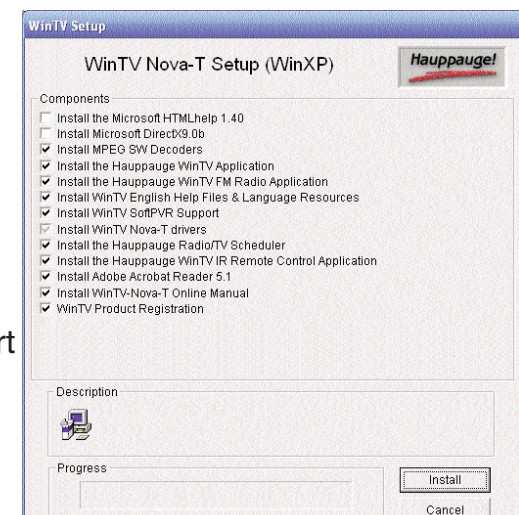 WinTV Setup
WinTV Nova-T Setup (WinXP)
Hauppauge!
Components
Install the Microsoft HTMLhelp 1.40
Install Microsoft DirectX9.0b
Install MPEG SW Decoders
Install the Hauppauge WinTV Application
Install the Hauppauge WinTV FM Radio Application
Install WinTV English Help Files & Language Resources
Install WinTV SoftPVR Support
Install WinTV Nova-T drivers
Install the Hauppauge Radio/TV Scheduler
Install the Hauppauge WinTV IR Remote Control Application
Install Adobe Acrobat Reader 5.1
Install WinTV-Nova-T Online Manual
WinTV Product Registration
rt
Description
Progress
Install
Cancel